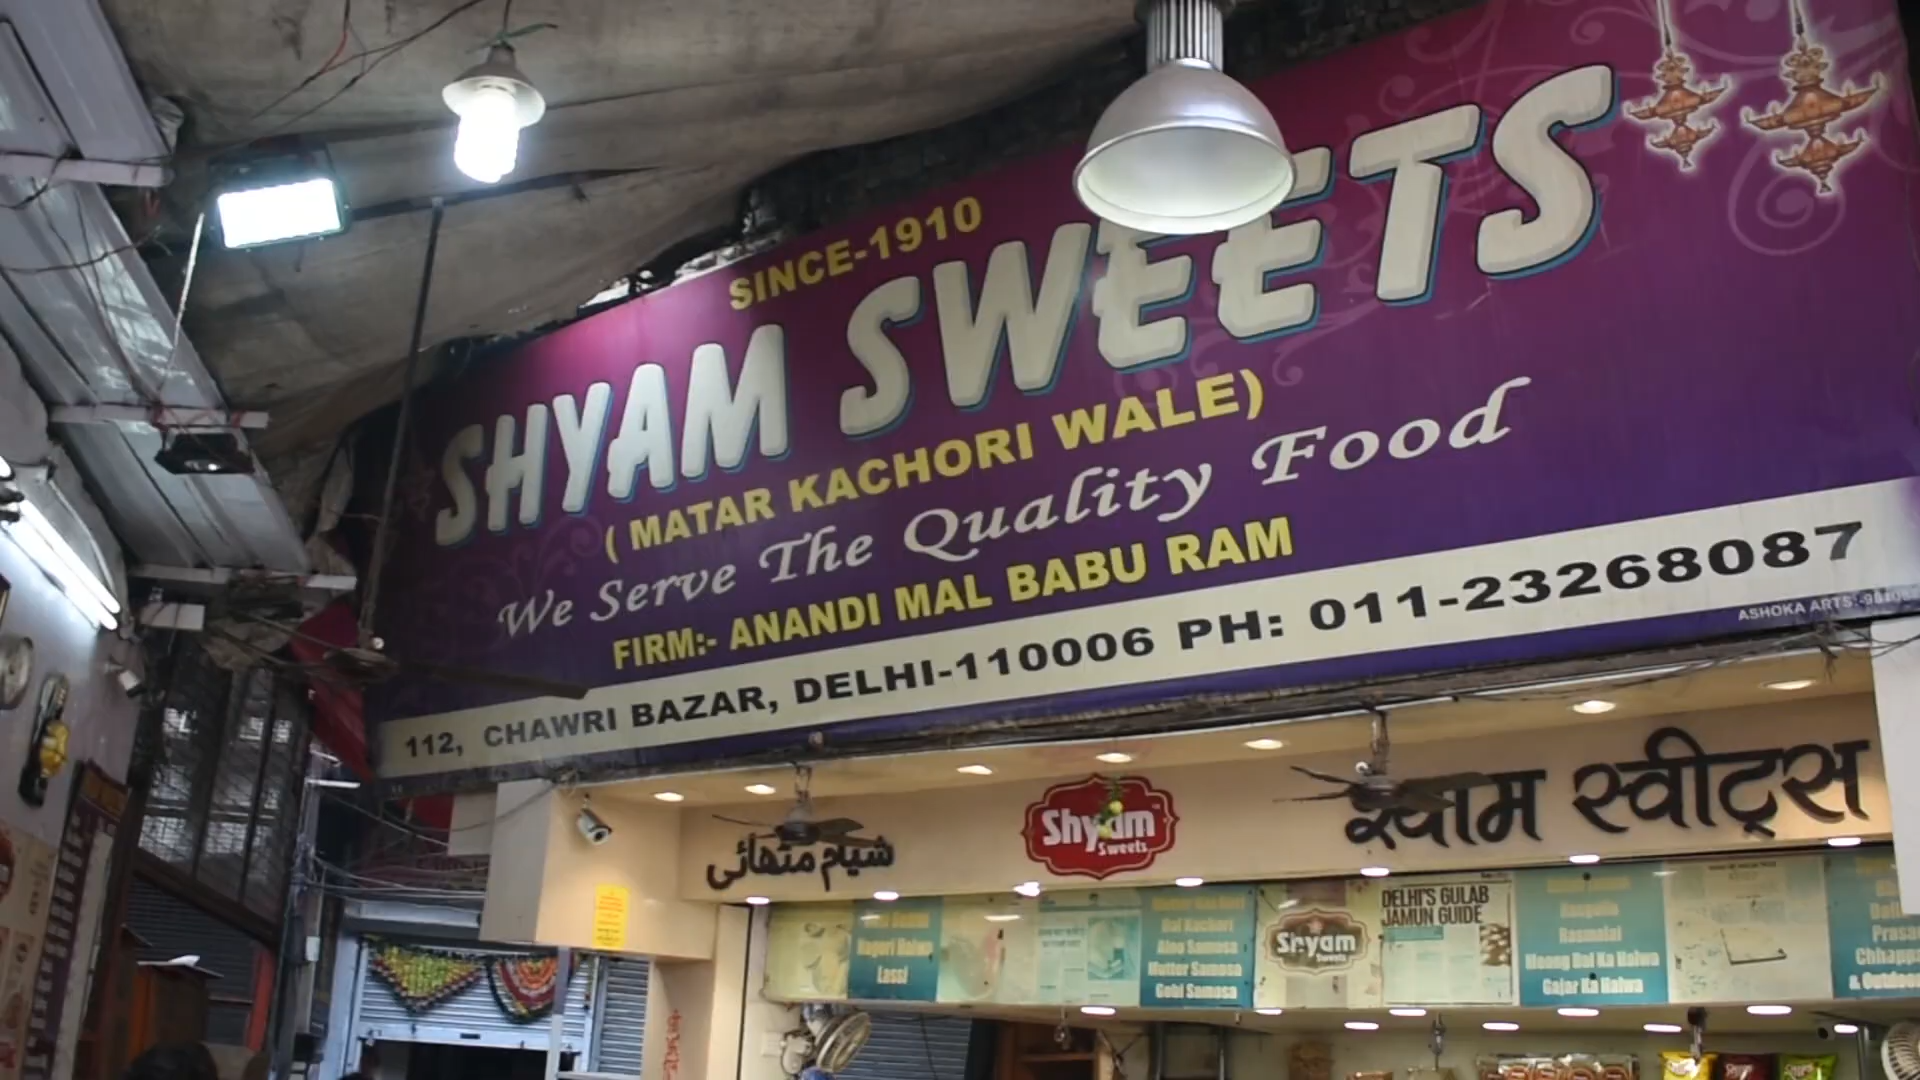 SINCE-1910
SHYAM SWEETS
( MATAR KACHORI WALE)
We Serve The Quality Food
FIRM:- ANANDI MAL BABU RAM
112, CHAWRI BAZAR, DELHI-110006 PH: 011-23268087
ASHOKA ARTS:-
شیام مٹھائی
Shyam
Sweets
श्याम स्वीट्स
Nagori Halwa
Lassi
Dal Kachori
Aloo Samosa
Mutter Samosa
Gobi Samosa
Shyam
Sweets
DELHI'S GULAB
JAMUN GUIDE
Rasmalai
Moong Dal Ka Halwa
Gajar Ka Halwa